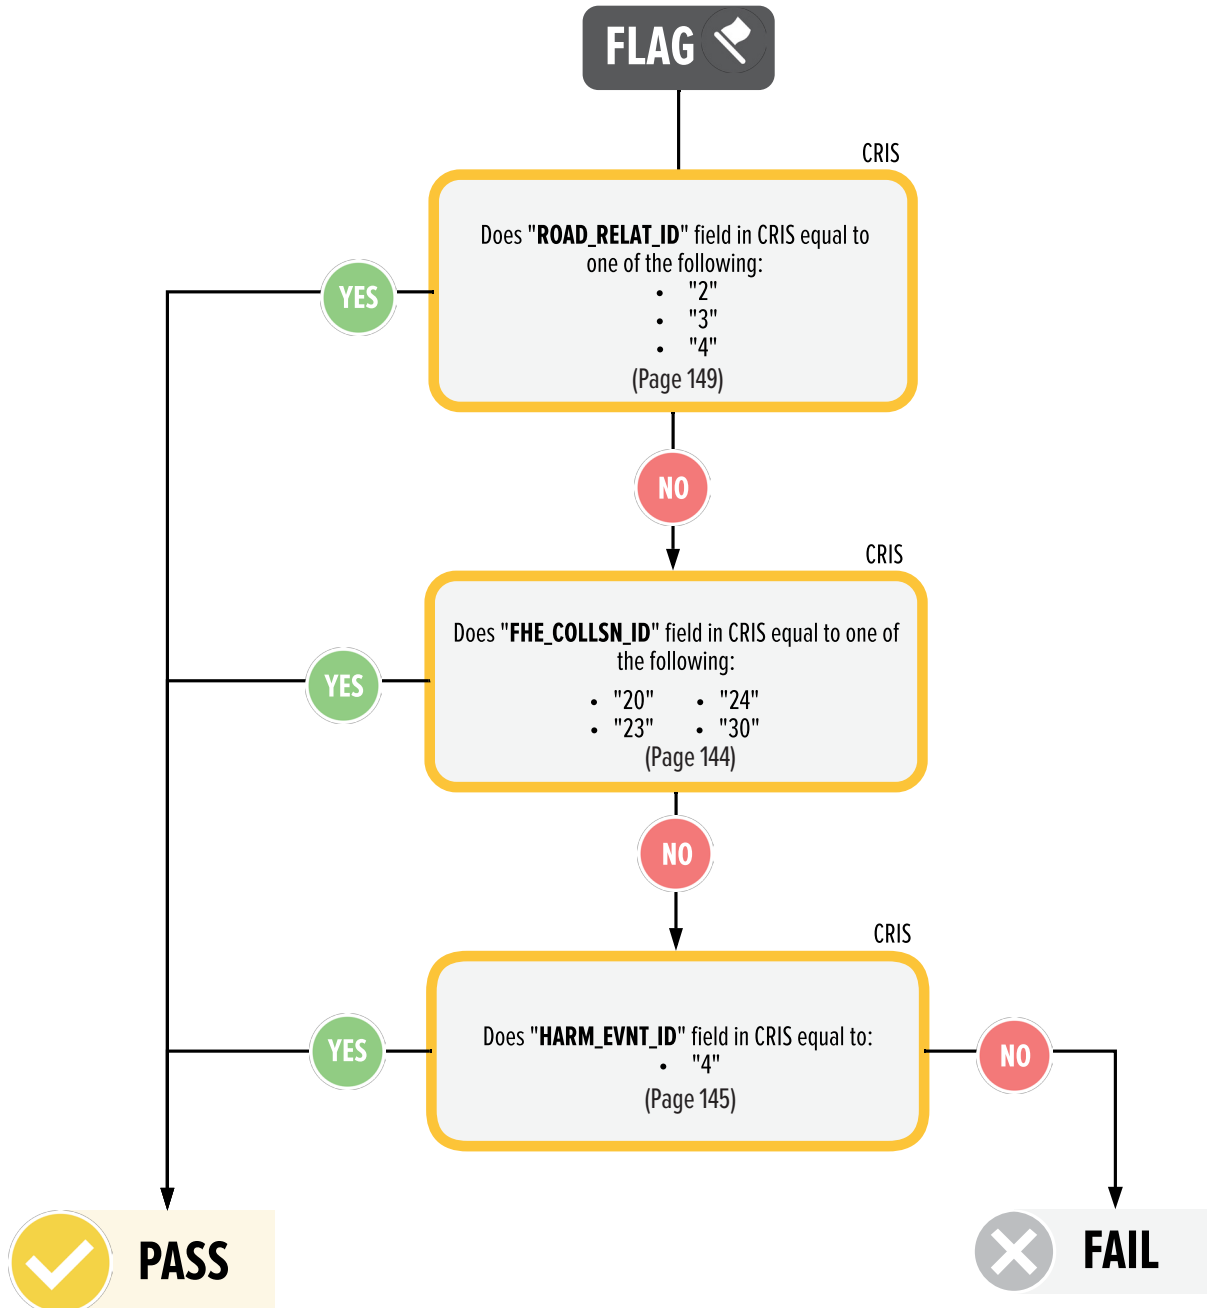 FLAG
CRIS
Does "ROAD_RELAT_ID" field in CRIS equal to
one of the following:
• "2"
• "3"
• "4"
(Page 149)
YES
NO
CRIS
Does "FHE_COLLSN_ID" field in CRIS equal to one of
the following:
• "20" • "24"
• "23" • "30"
(Page 144)
YES
NO
CRIS
Does "HARM_EVNT_ID" field in CRIS equal to:
• "4"
(Page 145)
YES
NO
PASS
FAIL